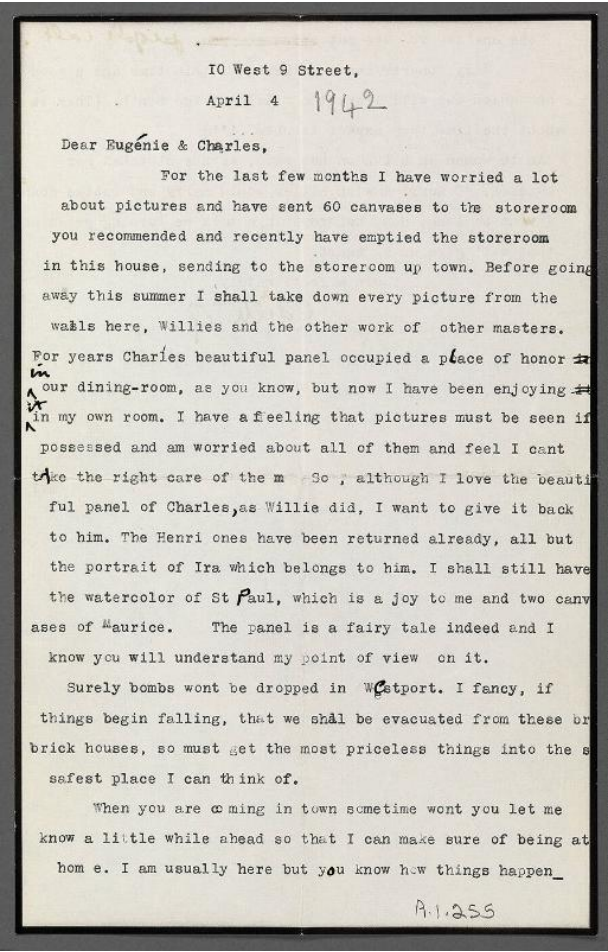 10 West 9 Street,
April 4 1942
Dear Eugénie & Charles,
For the last few months I have worried a lot
about pictures and have sent 60 canvases to the storeroom
you recommended and recently have emptied the storeroom
in this house, sending to the storeroom up town. Before going
away this summer I shall take down every picture from the
walls here, Willies and the other work of other masters.
For years Charles beautiful panel occupied a place of honor
in our dining-room, as you know, but now I have been enjoying
it in my own room. I have a feeling that pictures must be seen if
possessed and am worried about all of them and feel I cant
take the right care of the m So , although I love the beauti
ful panel of Charles, as Willie did, I want to give it back
to him. The Henri ones have been returned already, all but
the portrait of Ira which belongs to him. I shall still have
the watercolor of St Paul, which is a joy to me and two canv
ases of Maurice. The panel is a fairy tale indeed and I
know you will understand my point of view on it.
Surely bombs wont be dropped in Westport. I fancy, if
things begin falling, that we shall be evacuated from these br
brick houses, so must get the most priceless things into the s
safest place I can think of.
When you are coming in town sometime wont you let me
know a little while ahead so that I can make sure of being at
hom e. I am usually here but you know how things happen_
A.1.255